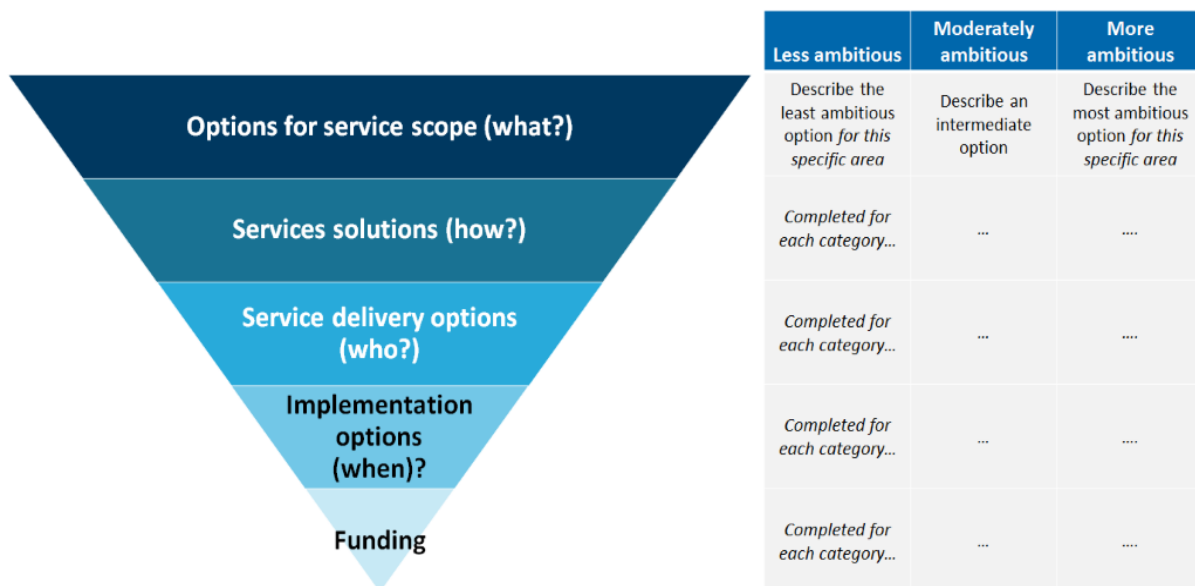 Less ambitious
Moderately
ambitious
More
ambitious
Options for service scope (what?)
Describe the
least ambitious
option for this
specific area
Describe an
intermediate
option
Describe the
most ambitious
option for this
specific area
Services solutions (how?)
Completed for
each category...
...
....
Service delivery options
(who?)
Completed for
each category...
...
....
Implementation
options
(when)?
Completed for
each category...
...
....
Funding
Completed for
each category...
...
....